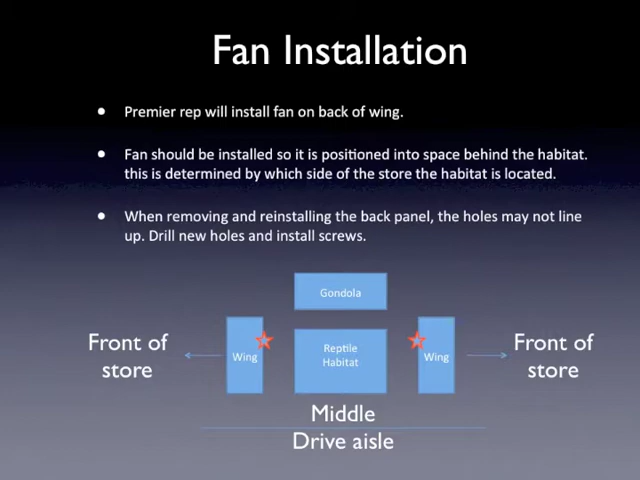 Fan Installation
Premier rep will install fan on back of wing.
Fan should be installed so it is positioned into space behind the habitat.
this is determined by which side of the store the habitat is located.
When removing and reinstalling the back panel, the holes may not line
up. Drill new holes and install screws.
Gondola
Front of
store
Wing
Reptile
Habitat
Wing
Front of
store
Middle
Drive aisle